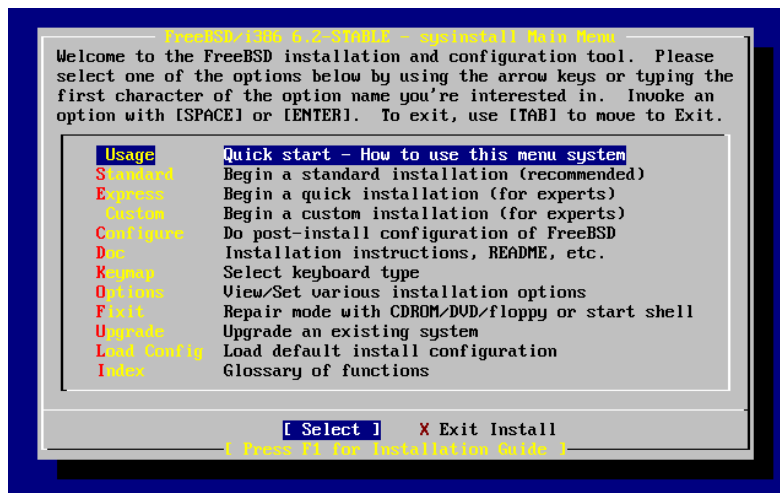 FreeBSD/i386 6.2-STABLE - sysinstall Main Menu
Welcome to the FreeBSD installation and configuration tool.  Please
select one of the options below by using the arrow keys or typing the
first character of the option name you're interested in.  Invoke an
option with [SPACE] or [ENTER].  To exit, use [TAB] to move to Exit.
Usage Quick start - How to use this menu system
Standard Begin a standard installation (recommended)
Express Begin a quick installation (for experts)
Custom Begin a custom installation (for experts)
Configure Do post-install configuration of FreeBSD
Doc Installation instructions, README, etc.
Keymap Select keyboard type
Options View/Set various installation options
Fixit Repair mode with CDROM/DVD/floppy or start shell
Upgrade Upgrade an existing system
Load Config Load default install configuration
Index Glossary of functions
[ Select ] X Exit Install
[ Press F1 for Installation Guide ]